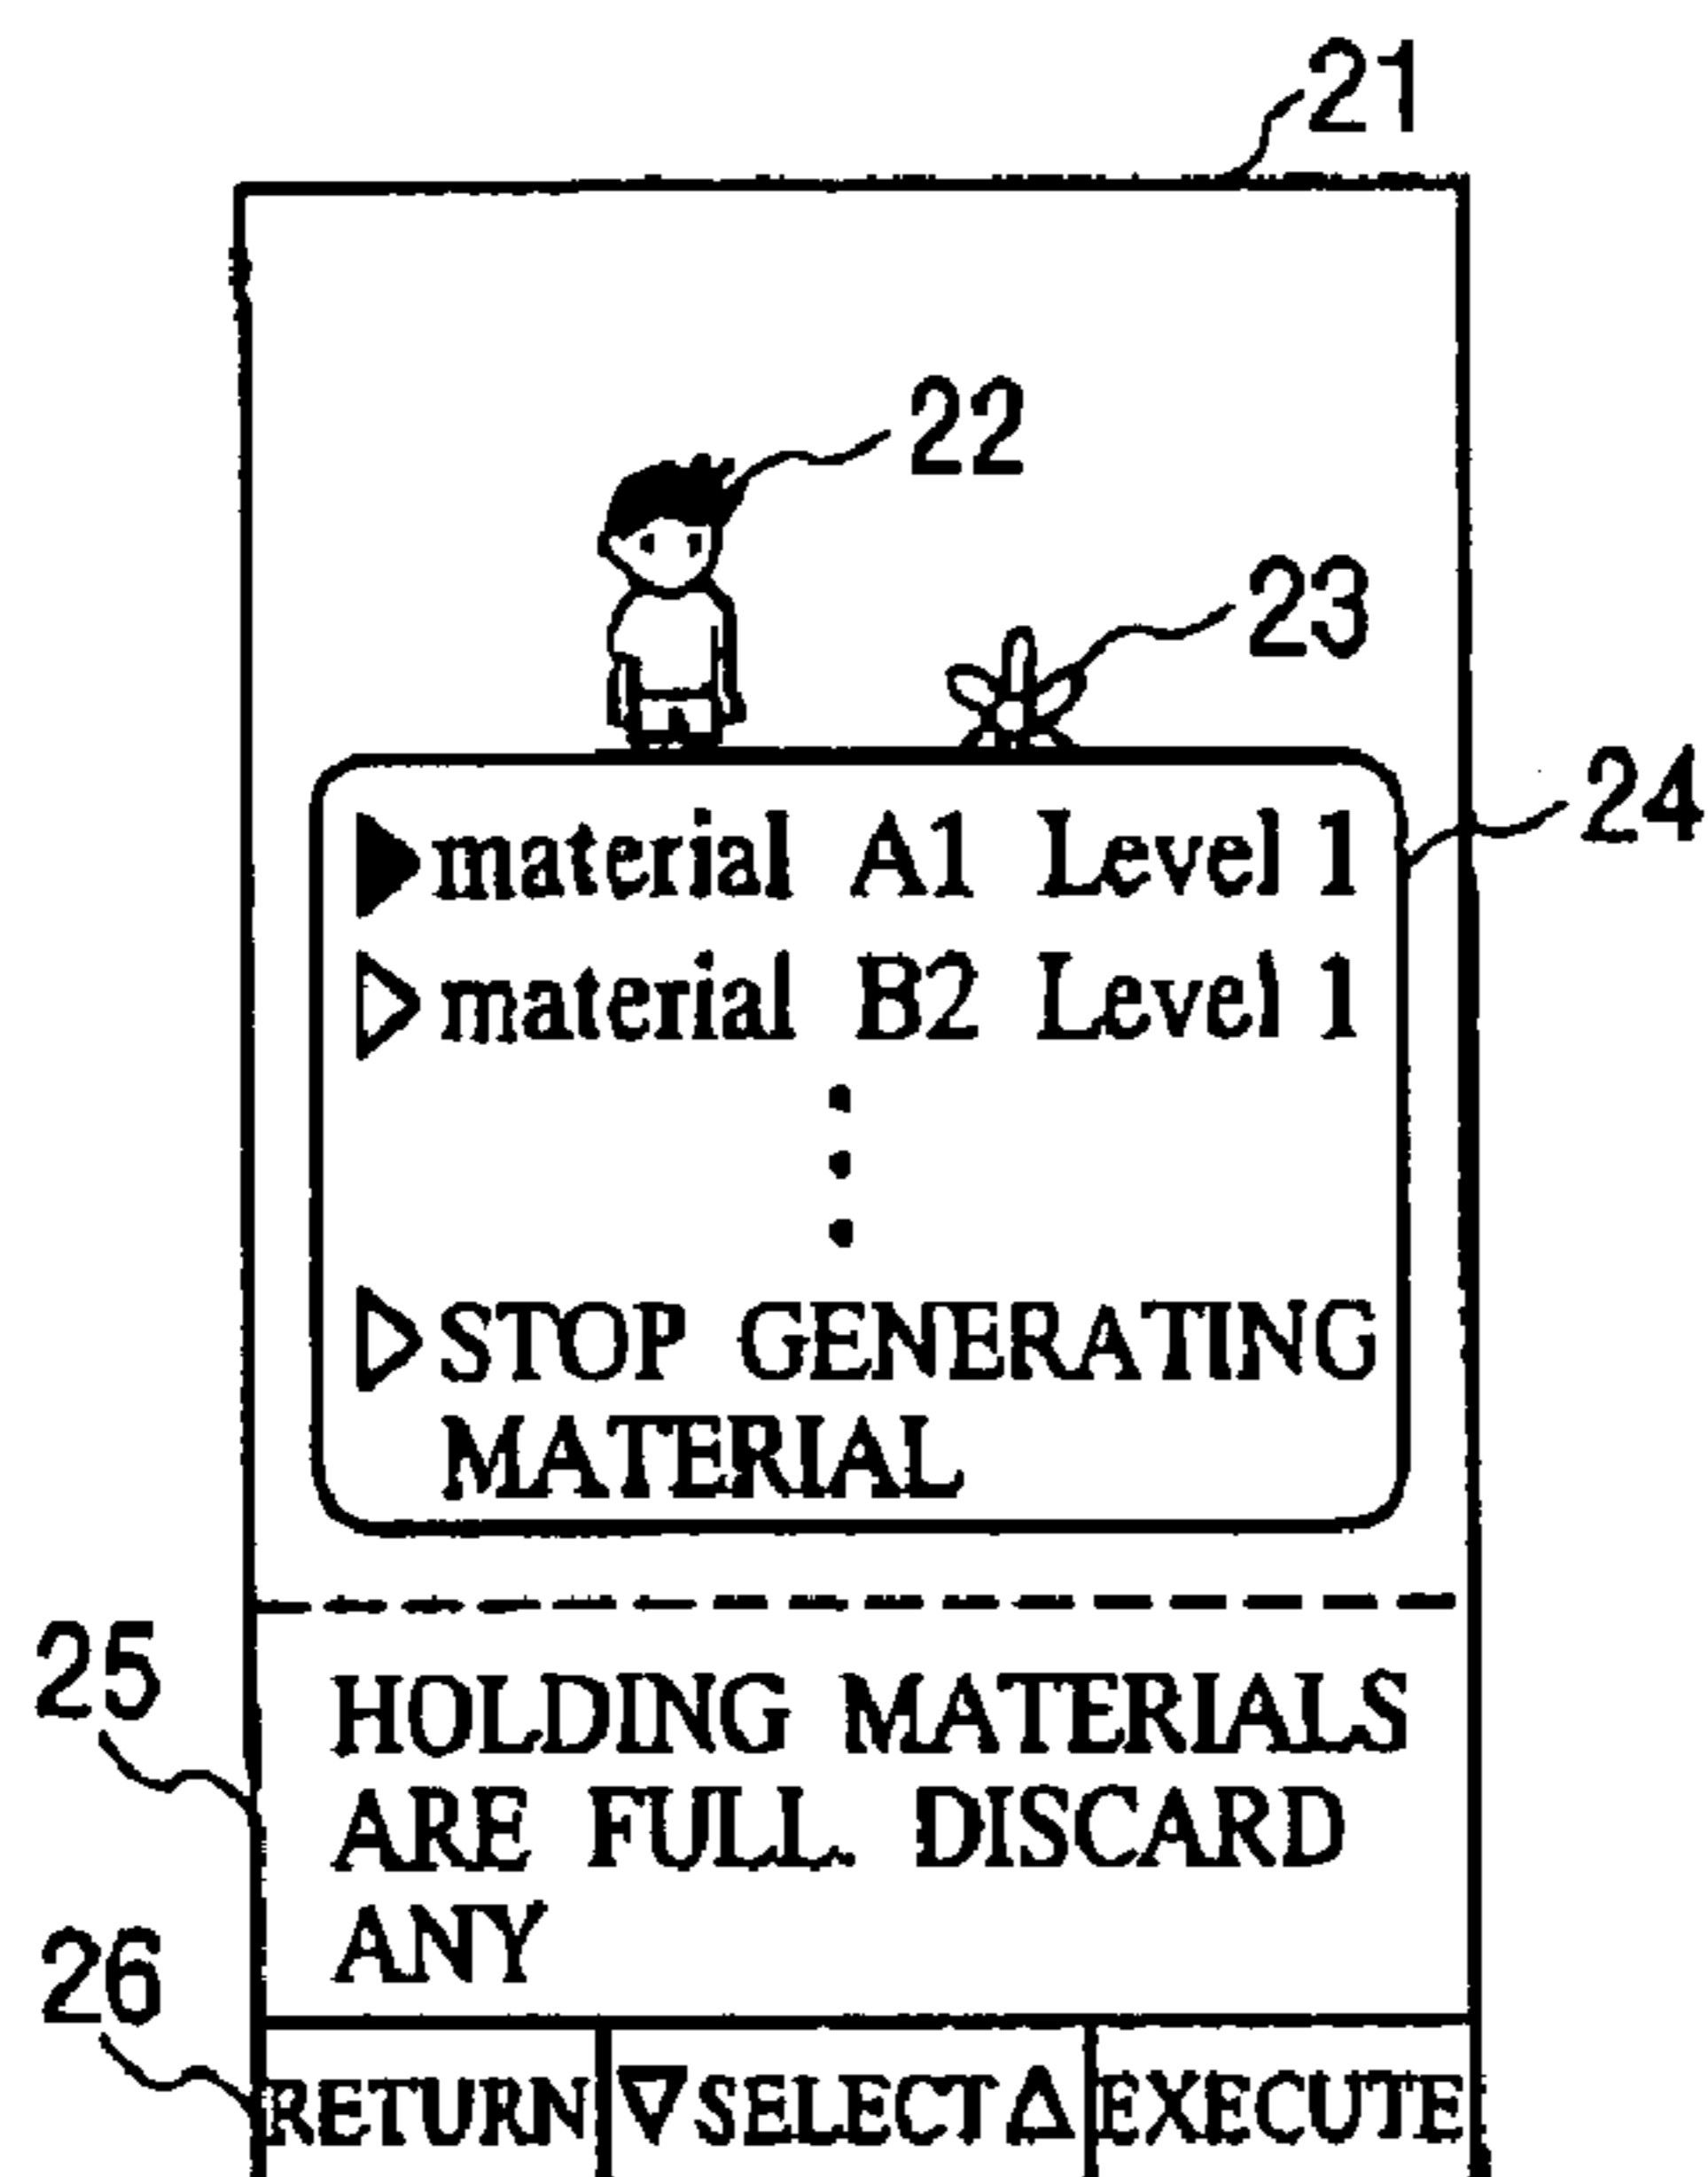 21
22
23
24
▶material A1 Level 1
▷material B2 Level 1
▷STOP GENERATING
MATERIAL
25
HOLDING MATERIALS
ARE FULL. DISCARD
ANY
26
RETURN ▽SELECT△ EXECUTE